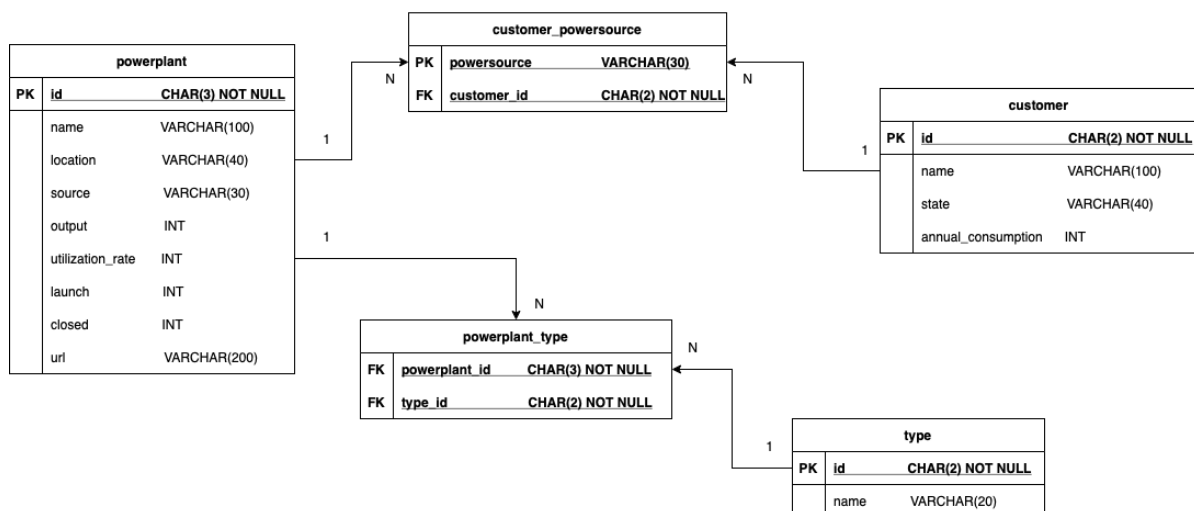 customer_powersource
PK powersource VARCHAR(30)
FK customer_id CHAR(2) NOT NULL
powerplant
PK id CHAR(3) NOT NULL
name VARCHAR(100)
location VARCHAR(40)
source VARCHAR(30)
output INT
utilization_rate INT
launch INT
closed INT
url VARCHAR(200)
1
N
N
1
customer
PK id CHAR(2) NOT NULL
name VARCHAR(100)
state VARCHAR(40)
annual_consumption INT
1
N
powerplant_type
FK powerplant_id CHAR(3) NOT NULL
FK type_id CHAR(2) NOT NULL
N
1
type
PK id CHAR(2) NOT NULL
name VARCHAR(20)